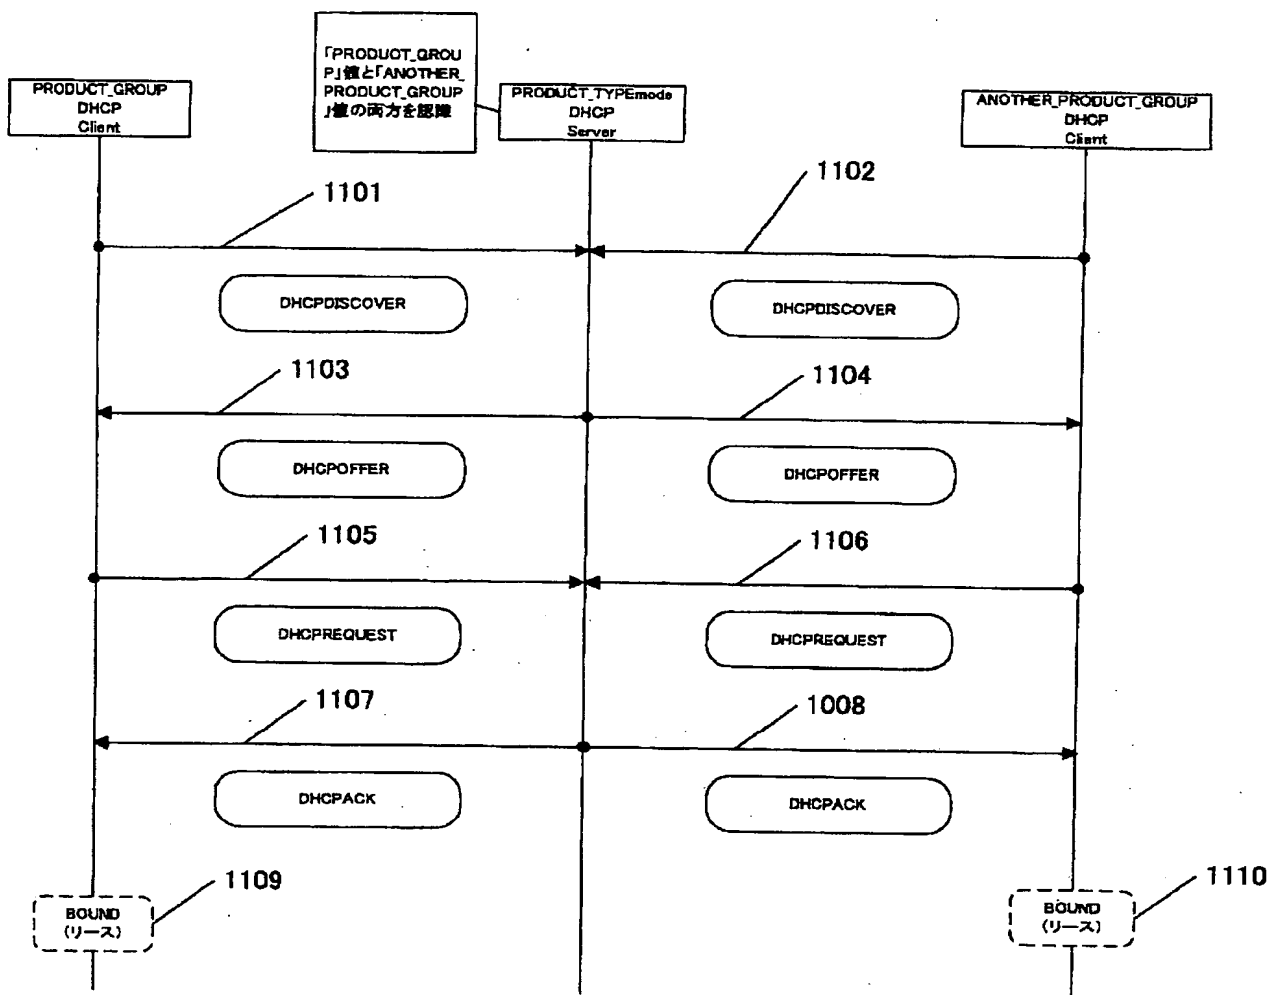 「PRODUCT_GROU
P」値と「ANOTHER_
PRODUCT_GROUP
」値の両方を認識
PRODUCT_GROUP
DHCP
Client
PRODUCT_TYPEmode
DHCP
Server
ANOTHER_PRODUCT_GROUP
DHCP
Client
1101
1102
DHCPDISCOVER
DHCPDISCOVER
1103
1104
DHCPOFFER
DHCPOFFER
1105
1106
DHCPREQUEST
DHCPREQUEST
1107
1008
DHCPACK
DHCPACK
1109
1110
BOUND
(リース)
BOUND
(リース)